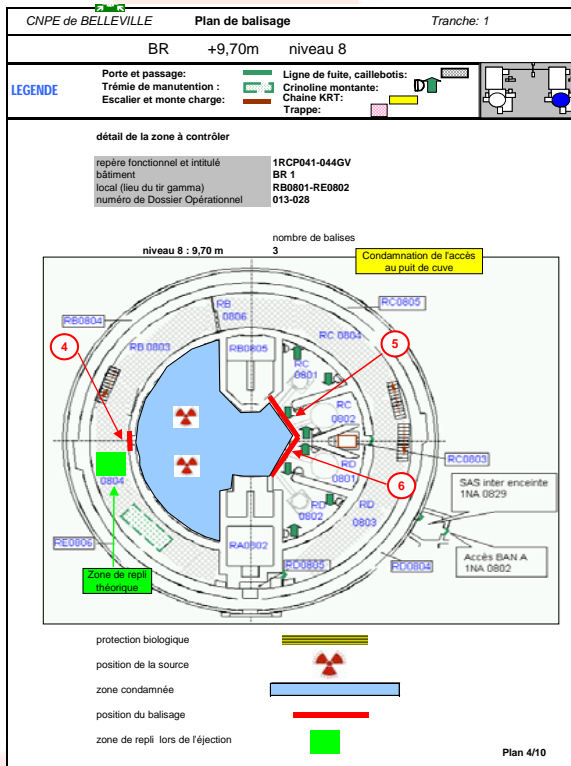 CNPE de BELLEVILLE Plan de balisage Tranche: 1
BR +9,70m niveau 8
LEGENDE
Porte et passage:
Trémie de manutention :
Escalier et monte charge:
Ligne de fuite, caillebotis:
Crinoline montante:
Chaine KRT:
Trappe:
détail de la zone à contrôler
repère fonctionnel et intitulé 1RCP041-044GV
bâtiment BR 1
local (lieu du tir gamma) RB0801-RE0802
numéro de Dossier Opérationnel 013-028
nombre de balises
niveau 8 : 9,70 m 3
Condamnation de l'accès
au puit de cuve
RB0804
RB
0806
RC0805
RC 0804
RB 0803
RB0805
RC
0801
4
5
RC
0802
RC0803
6
0804
RD
0801
SAS inter enceinte
1NA 0829
RD
0802
RD
0803
RE0806
RA0802
RD0805
RD0804
Accès BAN A
1NA 0802
Zone de repli
théorique
protection biologique
position de la source
zone condamnée
position du balisage
zone de repli lors de l'éjection
Plan 4/10